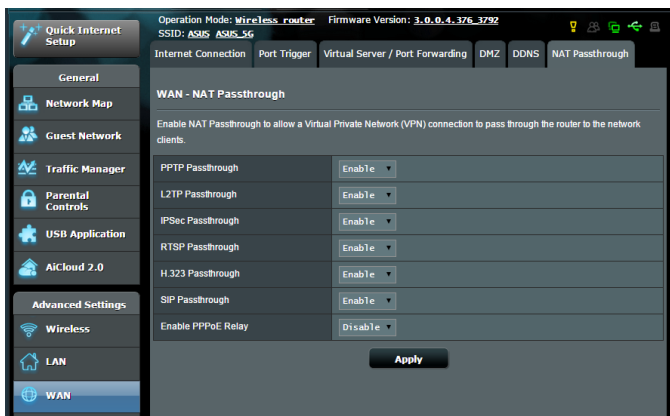 Quick Internet
Setup
Operation Mode: Wireless router Firmware Version: 3.0.0.4.376_3792
SSID: ASUS ASUS_5G
Internet Connection Port Trigger Virtual Server / Port Forwarding DMZ DDNS NAT Passthrough
General
Network Map
Guest Network
Traffic Manager
Parental
Controls
USB Application
AiCloud 2.0
Advanced Settings
Wireless
LAN
WAN
WAN - NAT Passthrough
Enable NAT Passthrough to allow a Virtual Private Network (VPN) connection to pass through the router to the network
clients.
PPTP Passthrough Enable
L2TP Passthrough Enable
IPSec Passthrough Enable
RTSP Passthrough Enable
H.323 Passthrough Enable
SIP Passthrough Enable
Enable PPPoE Relay Disable
Apply